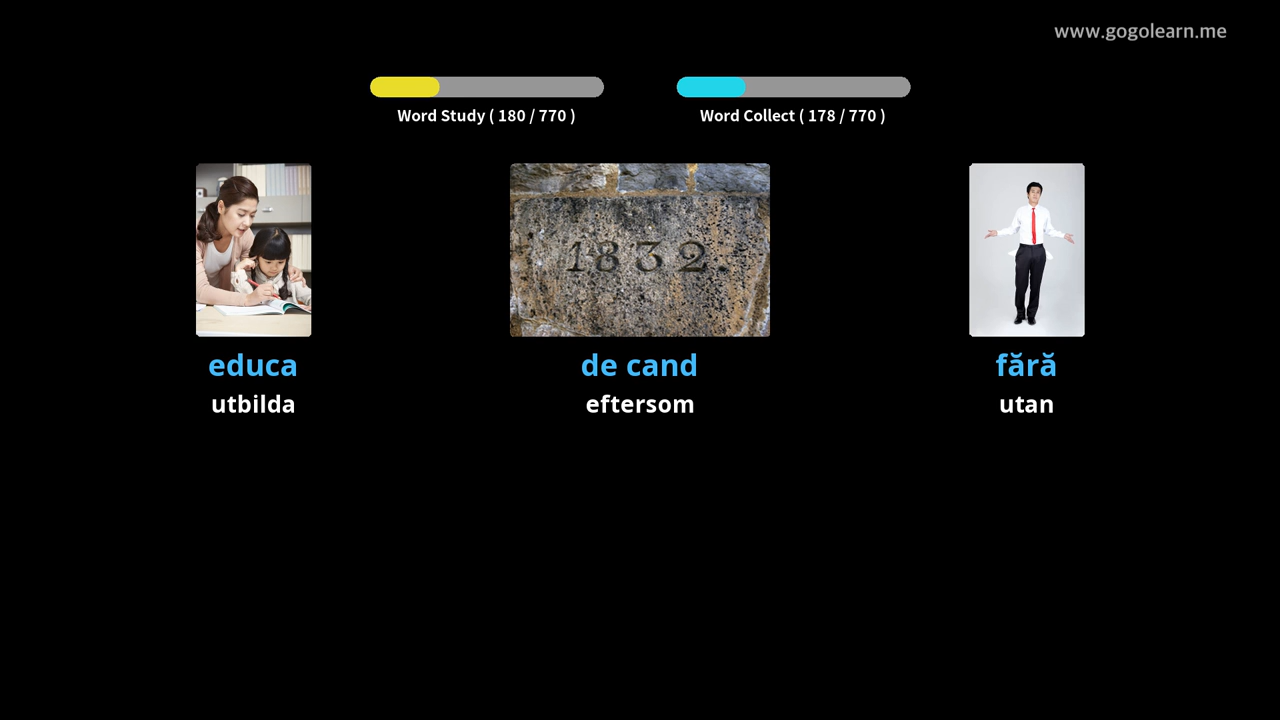 www.gogolearn.me
Word Study ( 180 / 770 )
Word Collect ( 178 / 770 )
1832.
educa
de cand
fără
utbilda
eftersom
utan